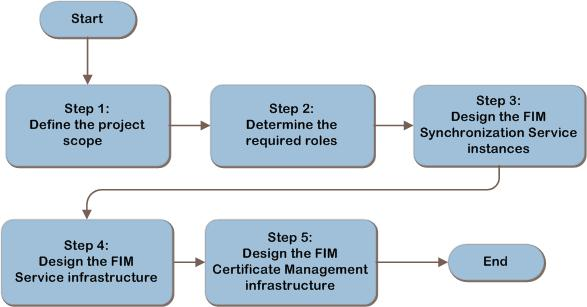 Start
Step 1:
Define the project
scope
Step 2:
Determine the
required roles
Step 3:
Design the FIM
Synchronization Service
instances
Step 4:
Design the FIM
Service infrastructure
Step 5:
Design the FIM
Certificate Management
infrastructure
End